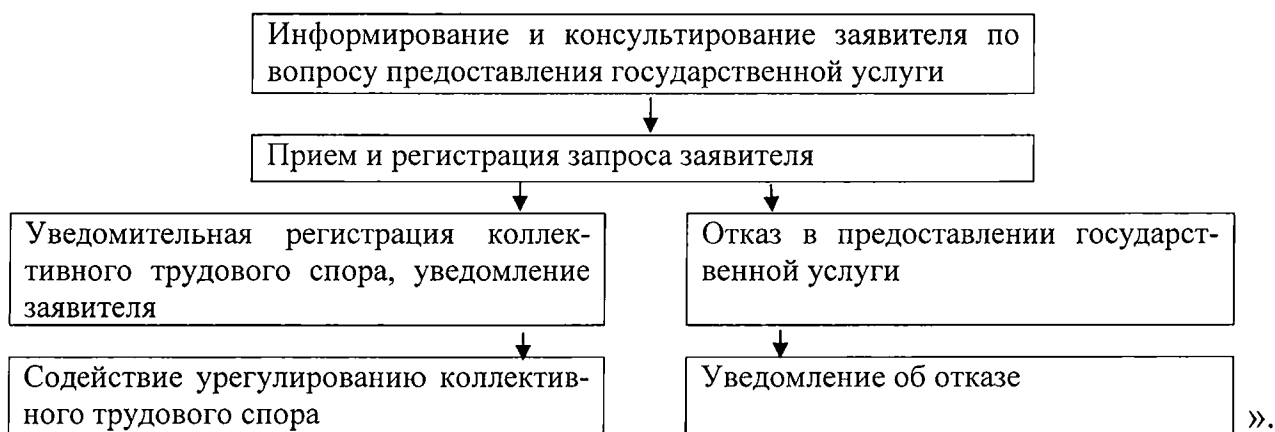 Информирование и консультирование заявителя по
вопросу предоставления государственной услуги
Прием и регистрация запроса заявителя
Уведомительная регистрация коллек-
тивного трудового спора, уведомление
заявителя
Отказ в предоставлении государст-
венной услуги
Содействие урегулированию коллектив-
ного трудового спора
Уведомление об отказе
».